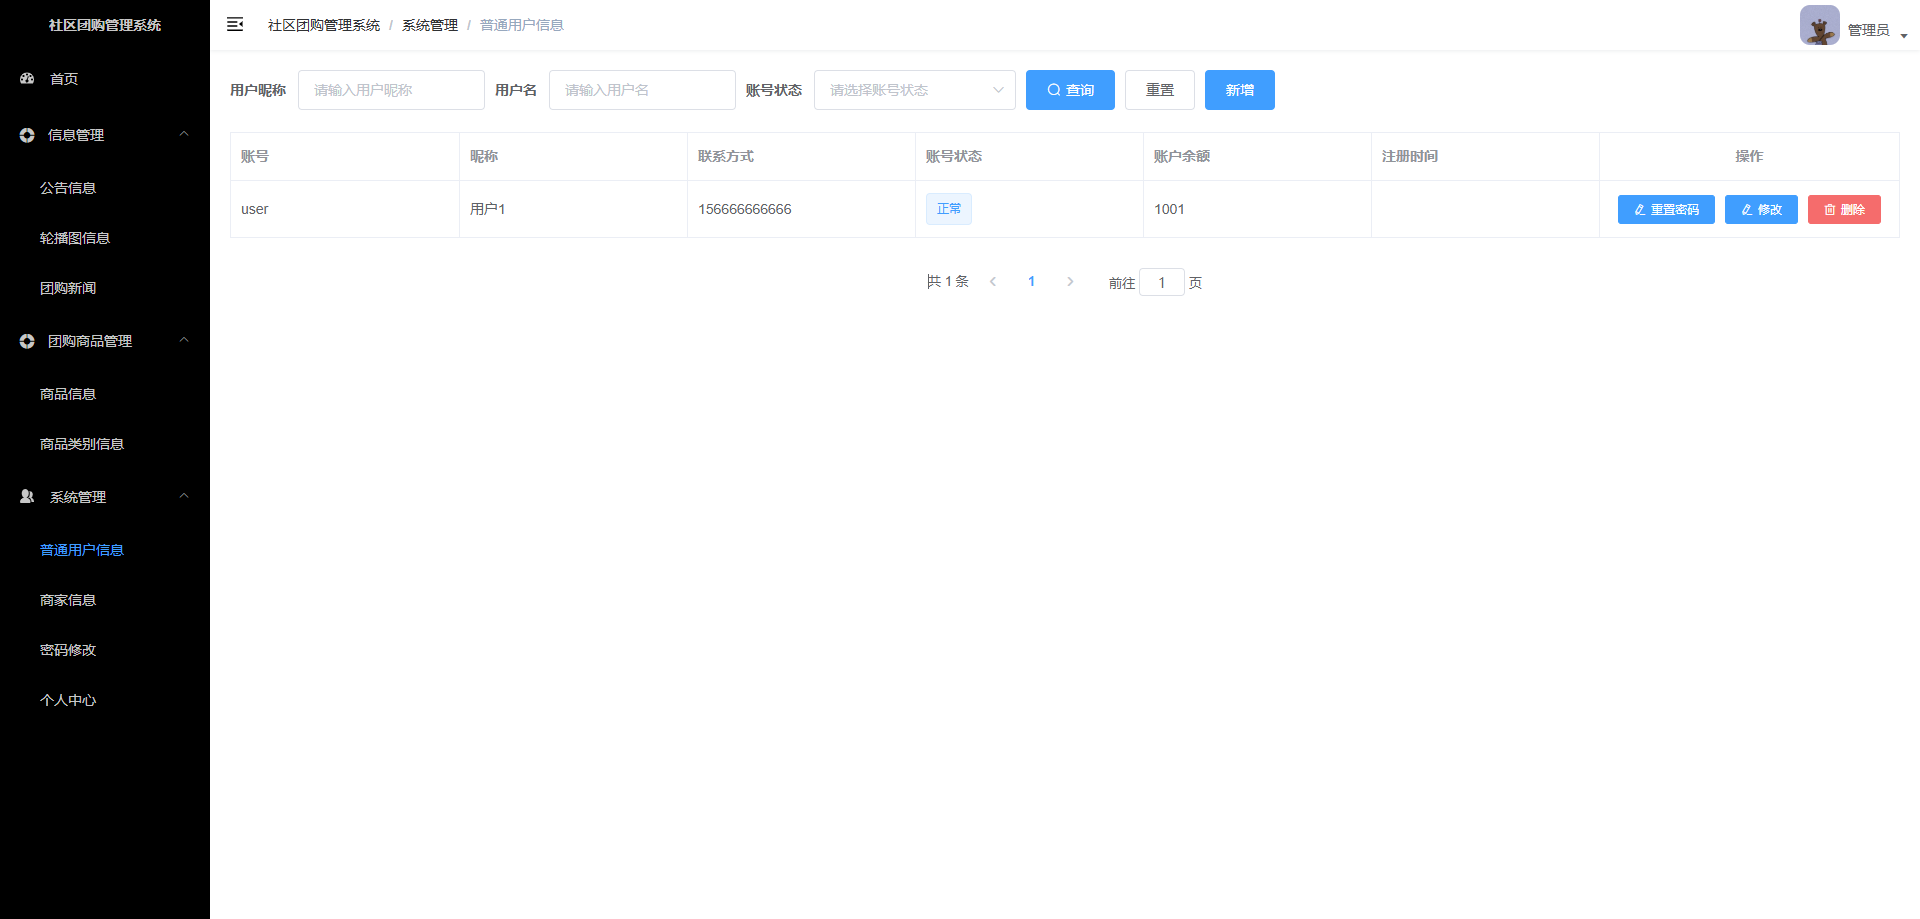 社区团购管理系统
首页
信息管理
公告信息
轮播图信息
团购新闻
团购商品管理
商品信息
商品类别信息
系统管理
普通用户信息
商家信息
密码修改
个人中心
社区团购管理系统 / 系统管理 / 普通用户信息
管理员
用户昵称 请输入用户昵称 用户名 请输入用户名 账号状态 请选择账号状态 查询 重置 新增
账号 昵称 联系方式 账号状态 账户余额 注册时间 操作
user 用户1 156666666666 正常 1001 重置密码 修改 删除
共 1 条 1 前往 1 页